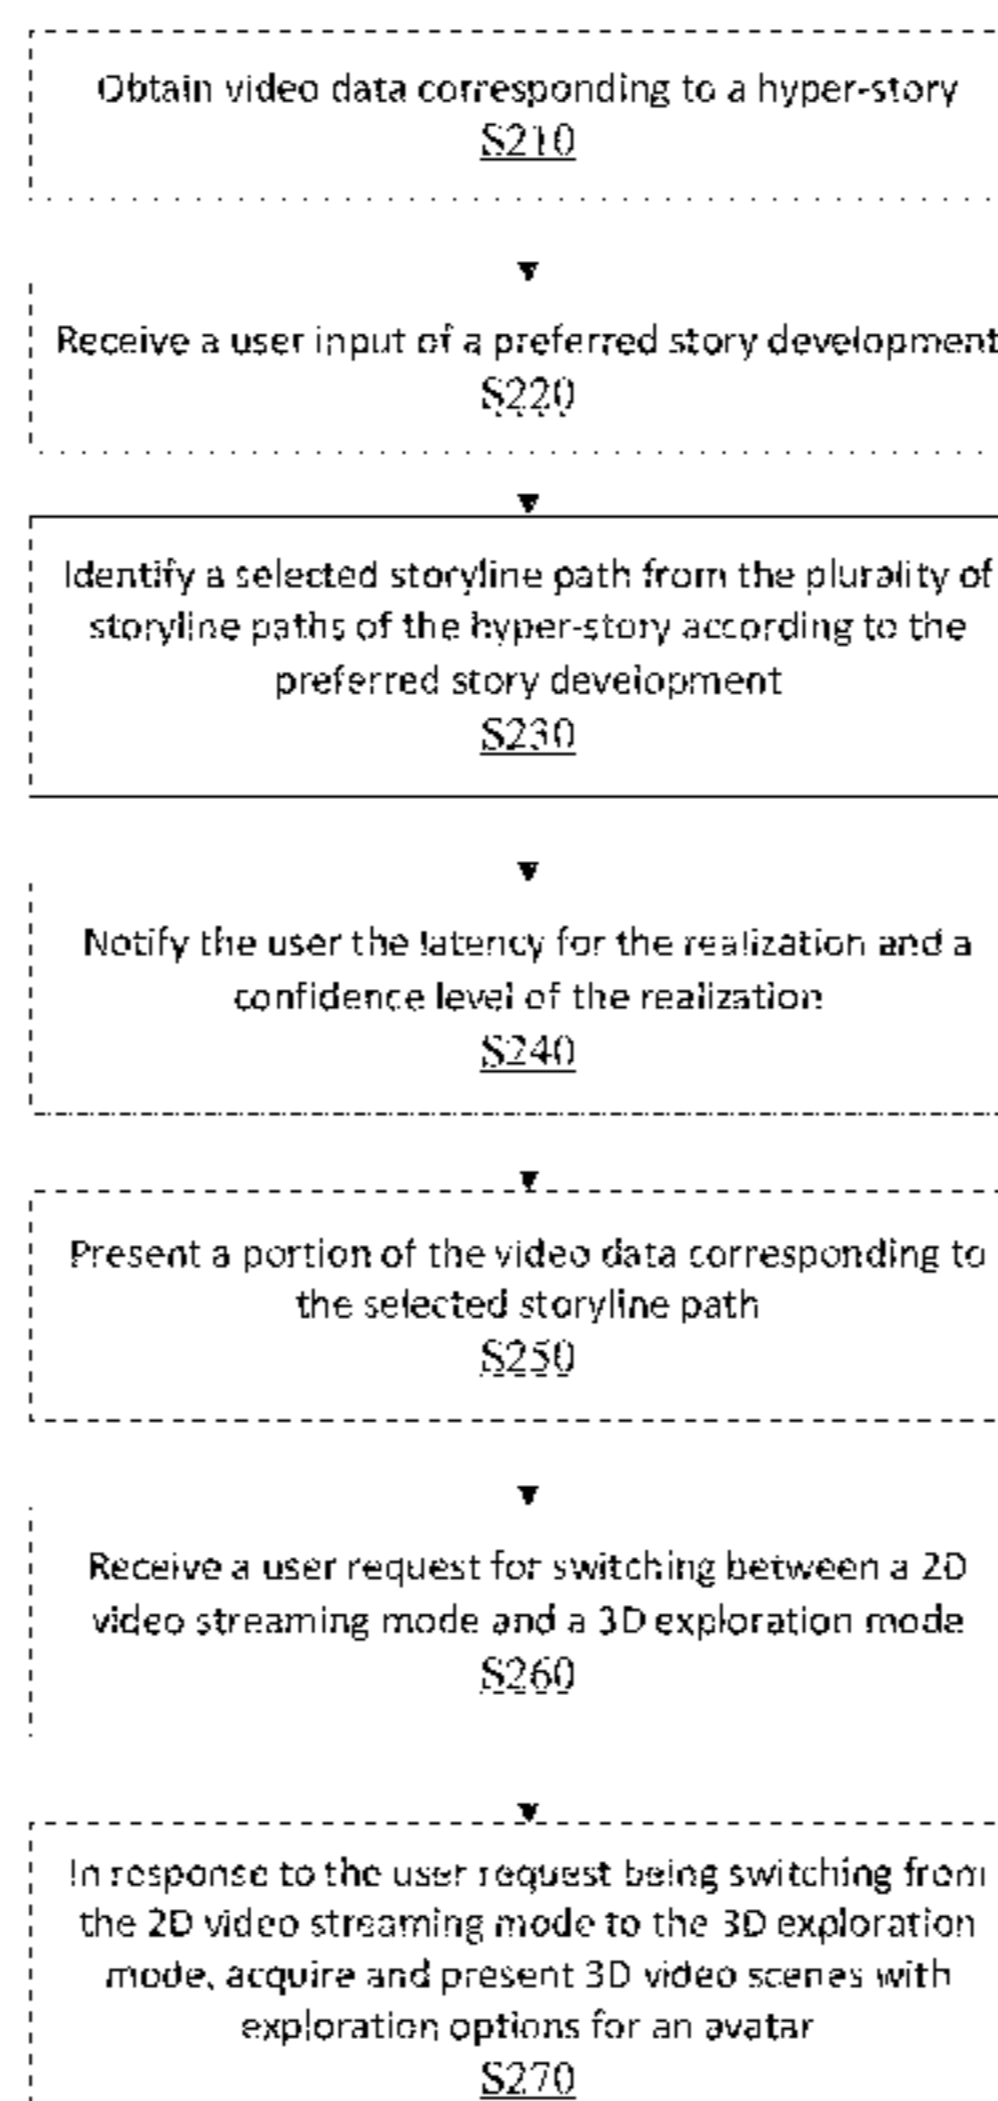 Obtain video data corresponding to a hyper-story
S210
Receive a user input of a preferred story development
S220
Identify a selected storyline path from the plurality of
storyline paths of the hyper-story according to the
preferred story development
S230
Notify the user the latency for the realization and a
confidence level of the realization
S240
Present a portion of the video data corresponding to
the selected storyline path
S250
Receive a user request for switching between a 2D
video streaming mode and a 3D exploration mode
S260
In response to the user request being switching from
the 2D video streaming mode to the 3D exploration
mode, acquire and present 3D video scenes with
exploration options for an avatar
S270